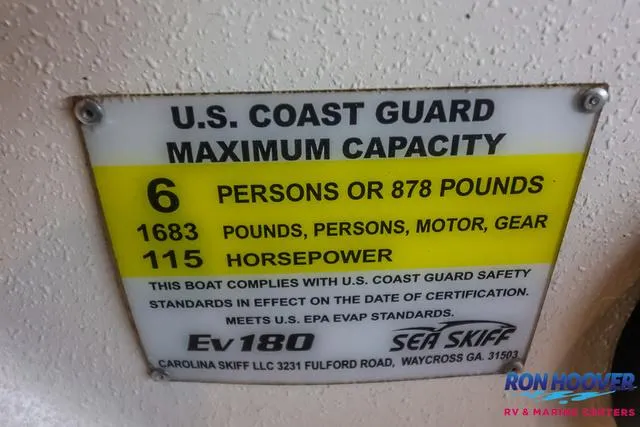 U.S. COAST GUARD
MAXIMUM CAPACITY
6 PERSONS OR 878 POUNDS
1683 POUNDS, PERSONS, MOTOR, GEAR
115 HORSEPOWER
THIS BOAT COMPLIES WITH U.S. COAST GUARD SAFETY
STANDARDS IN EFFECT ON THE DATE OF CERTIFICATION.
MEETS U.S. EPA EVAP STANDARDS.
EV180 SEA SKIFF
CAROLINA SKIFF LLC 3231 FULFORD ROAD, WAYCROSS GA. 31503
RON HOOVER
RV & MARINE CENTERS